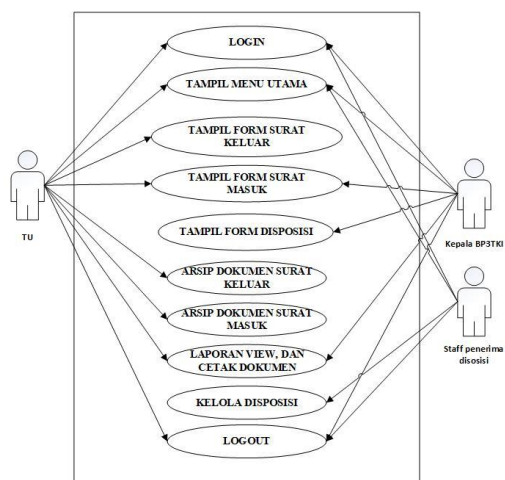 LOGIN
TAMPIL MENU UTAMA
TAMPIL FORM SURAT
KELUAR
TAMPIL FORM SURAT
MASUK
TAMPIL FORM DISPOSISI
ARSIP DOKUMEN SURAT
KELUAR
ARSIP DOKUMEN SURAT
MASUK
LAPORAN VIEW, DAN
CETAK DOKUMEN
KELOLA DISPOSISI
LOGOUT
TU
Kepala BP3TKI
Staff penerima
disosisi